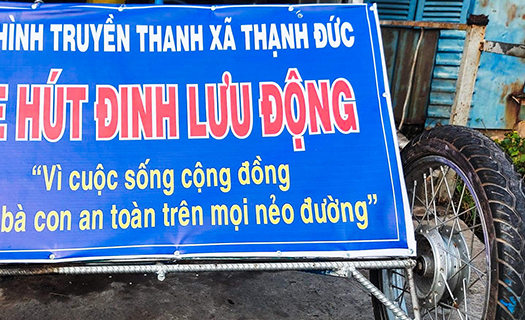 HÌNH TRUYỀN THANH XÃ THẠNH ĐỨC
E HÚT ĐINH LƯU ĐỘNG
“Vì cuộc sống cộng đồng
bà con an toàn trên mọi nẻo đường”